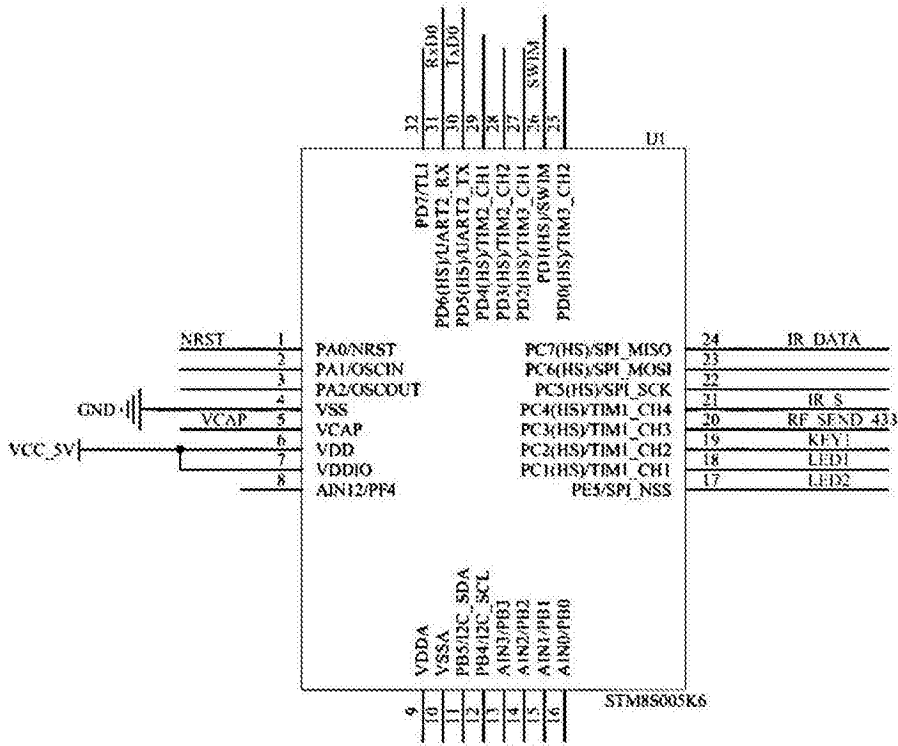 RxD0
TxD0
SWIM
32
31
30
29
28
27
26
25
U1
PD7/TLI
PD6(HS)/UART2_RX
PD5(HS)/UART2_TX
PD4(HS)/TIM2_CH1
PD3(HS)/TIM2_CH2
PD2(HS)/TIM3_CH1
PD1(HS)/SWIM
PD0(HS)/TIM3_CH2
NRST 1 PA0/NRST
2 PA1/OSCIN
3 PA2/OSCOUT
GND 4 VSS
VCAP 5 VCAP
VCC_5V 6 VDD
7 VDDIO
8 AIN12/PF4
PC7(HS)/SPI_MISO 24 IR_DATA
PC6(HS)/SPI_MOSI 23
PC5(HS)/SPI_SCK 22
PC4(HS)/TIM1_CH4 21 IR_S
PC3(HS)/TIM1_CH3 20 RF_SEND_433
PC2(HS)/TIM1_CH2 19 KEY1
PC1(HS)/TIM1_CH1 18 LED1
PE5/SPI_NSS 17 LED2
VDDA
VSSA
PB5/I2C_SDA
PB4/I2C_SCL
AIN3/PB3
AIN2/PB2
AIN1/PB1
AIN0/PB0
9
10
11
12
13
14
15
16
STM8S005K6